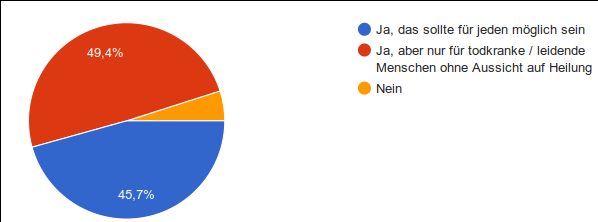 49,4%
45,7%
Ja, das sollte für jeden möglich sein
Ja, aber nur für todkranke / leidende
Menschen ohne Aussicht auf Heilung
Nein